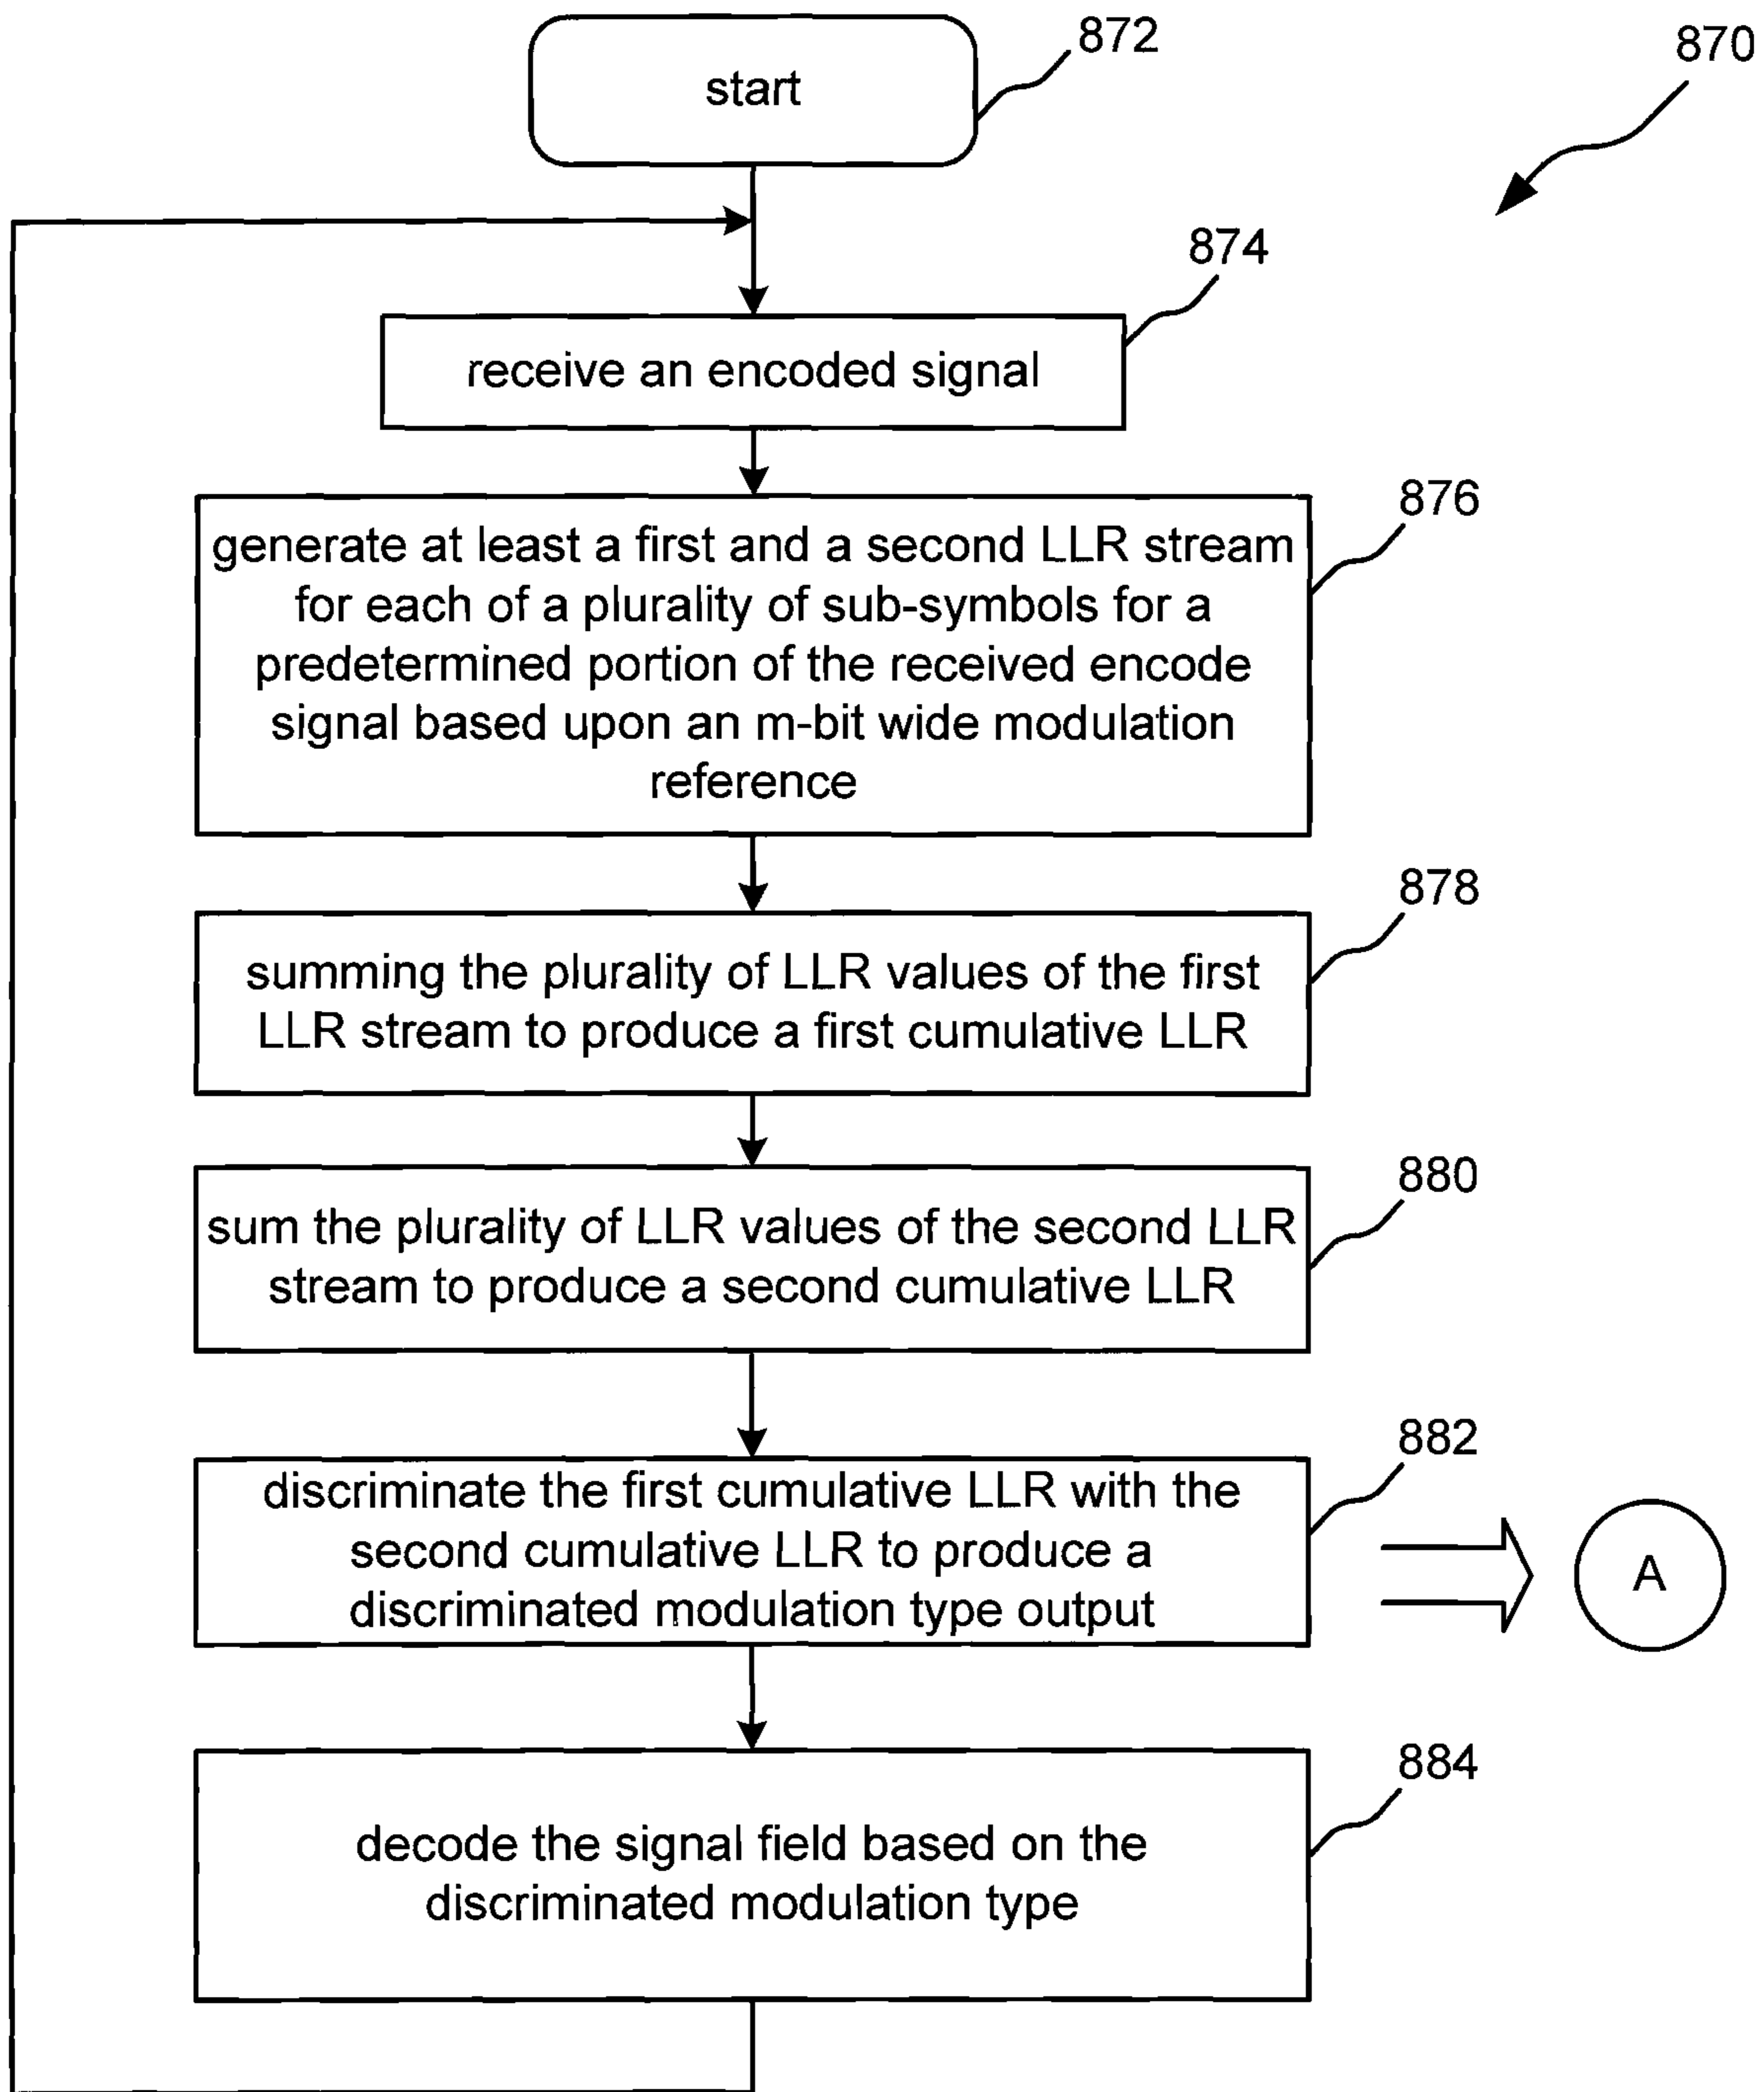 872
870
start
874
receive an encoded signal
876
generate at least a first and a second LLR stream
for each of a plurality of sub-symbols for a
predetermined portion of the received encode
signal based upon an m-bit wide modulation
reference
878
summing the plurality of LLR values of the first
LLR stream to produce a first cumulative LLR
880
sum the plurality of LLR values of the second LLR
stream to produce a second cumulative LLR
882
discriminate the first cumulative LLR with the
second cumulative LLR to produce a
discriminated modulation type output
A
884
decode the signal field based on the
discriminated modulation type